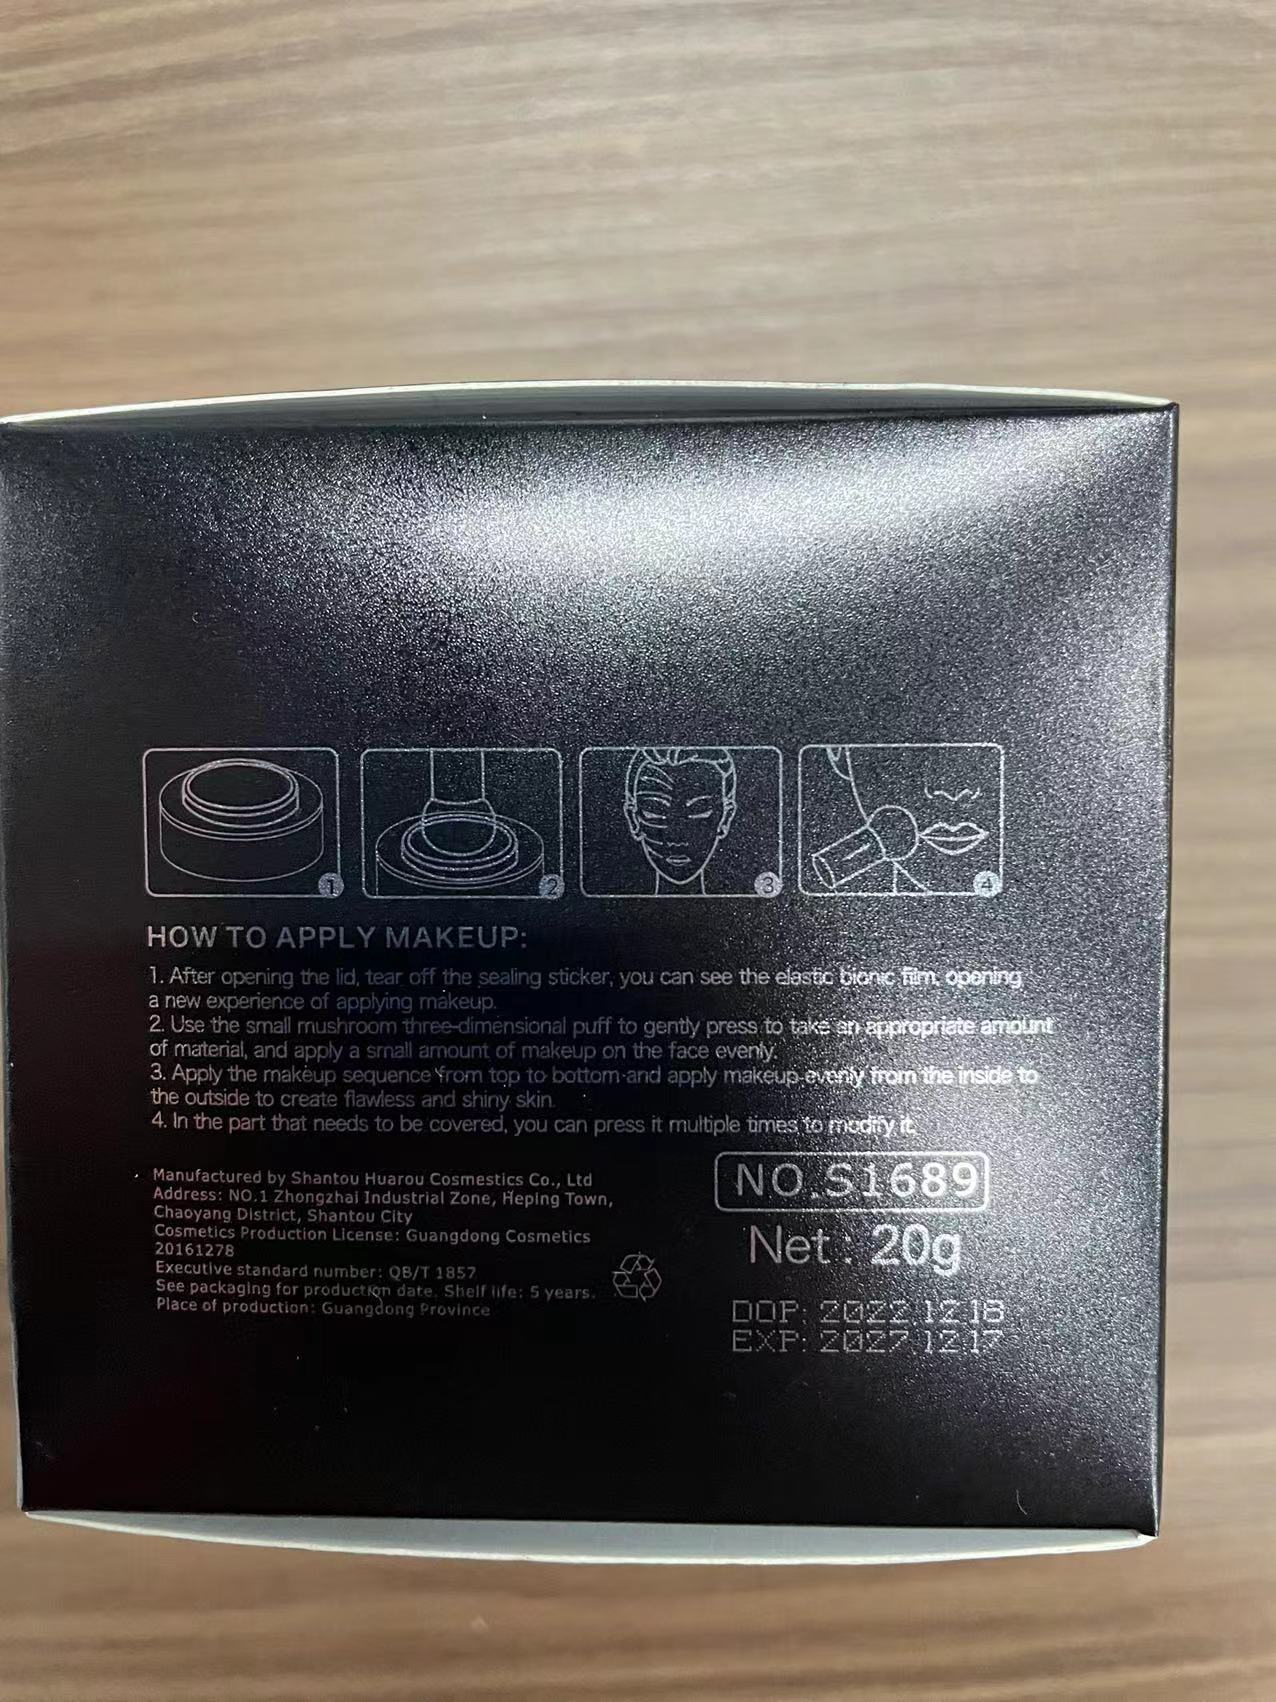 1
2
3
4
HOW TO APPLY MAKEUP:
1. After opening the lid, tear off the sealing sticker, you can see the elastic bionic film, opening
a new experience of applying makeup.
2. Use the small mushroom three-dimensional puff to gently press to take an appropriate amount
of material, and apply a small amount of makeup on the face evenly.
3. Apply the makeup sequence from top to bottom and apply makeup evenly from the inside to
the outside to create flawless and shiny skin.
4. In the part that needs to be covered, you can press it multiple times to modify it.
Manufactured by Shantou Huarou Cosmestics Co., Ltd
Address: NO.1 Zhongzhai Industrial Zone, Heping Town,
Chaoyang District, Shantou City
Cosmetics Production License: Guangdong Cosmetics
20161278
Executive standard number: QB/T 1857
See packaging for production date. Shelf life: 5 years.
Place of production: Guangdong Province
NO.S1689
Net: 20g
DOP: 2022.12.18
EXP: 2027.12.17